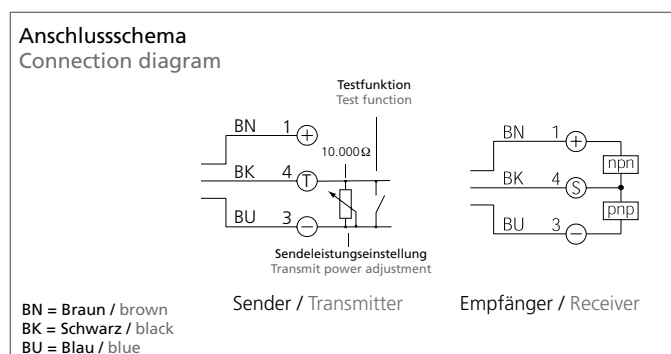 Anschlussschema
Connection diagram
Testfunktion
Test function
BN 1 +
10.000 Ω
BK 4 T
BU 3 −
Sendeleistungseinstellung
Transmit power adjustment
Sender / Transmitter
BN 1 +
npn
BK 4 S
pnp
BU 3 −
Empfänger / Receiver
BN = Braun / brown
BK = Schwarz / black
BU = Blau / blue